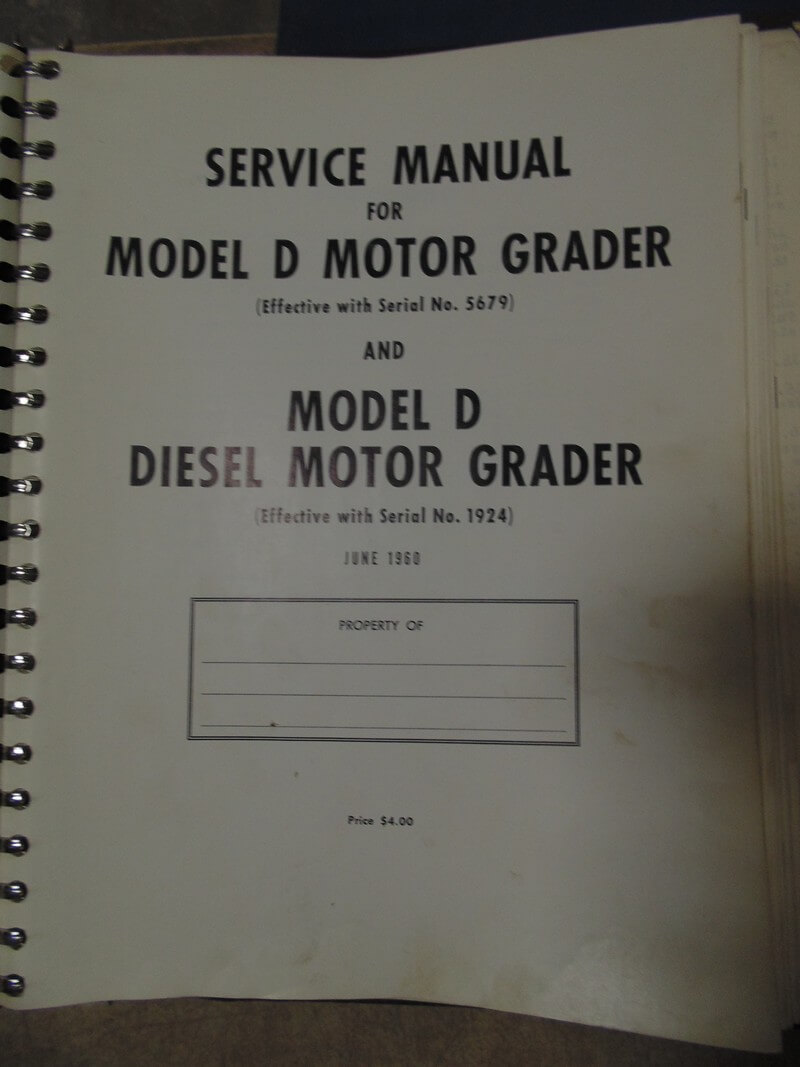 SERVICE MANUAL
FOR
MODEL D MOTOR GRADER
(Effective with Serial No. 5679)
AND
MODEL D
DIESEL MOTOR GRADER
(Effective with Serial No. 1924)
JUNE 1960
PROPERTY OF
Price $4.00